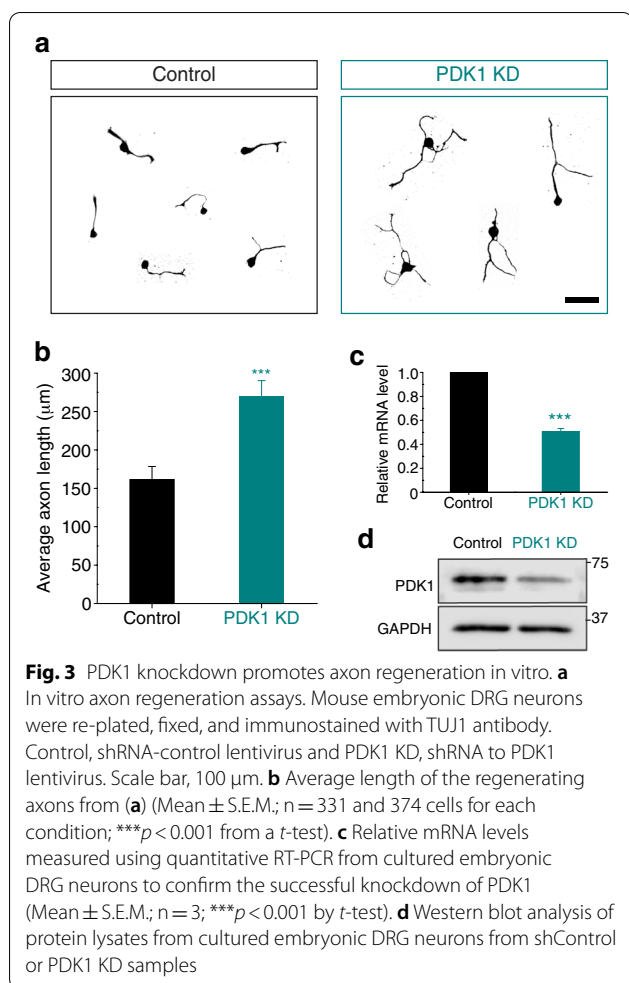 a
Control
PDK1 KD
b
Average axon length (µm)
300
250
200
150
100
50
0
***
Control
PDK1 KD
c
Relative mRNA level
1.0
0.8
0.6
0.4
0.2
0
***
Control
PDK1 KD
d
Control PDK1 KD
PDK1
75
GAPDH
37
Fig. 3 PDK1 knockdown promotes axon regeneration in vitro. a
In vitro axon regeneration assays. Mouse embryonic DRG neurons
were re-plated, fixed, and immunostained with TUJ1 antibody.
Control, shRNA-control lentivirus and PDK1 KD, shRNA to PDK1
lentivirus. Scale bar, 100 µm. b Average length of the regenerating
axons from (a) (Mean ± S.E.M.; n = 331 and 374 cells for each
condition; ***p < 0.001 from a t-test). c Relative mRNA levels
measured using quantitative RT-PCR from cultured embryonic
DRG neurons to confirm the successful knockdown of PDK1
(Mean ± S.E.M.; n = 3; ***p < 0.001 by t-test). d Western blot analysis of
protein lysates from cultured embryonic DRG neurons from shControl
or PDK1 KD samples